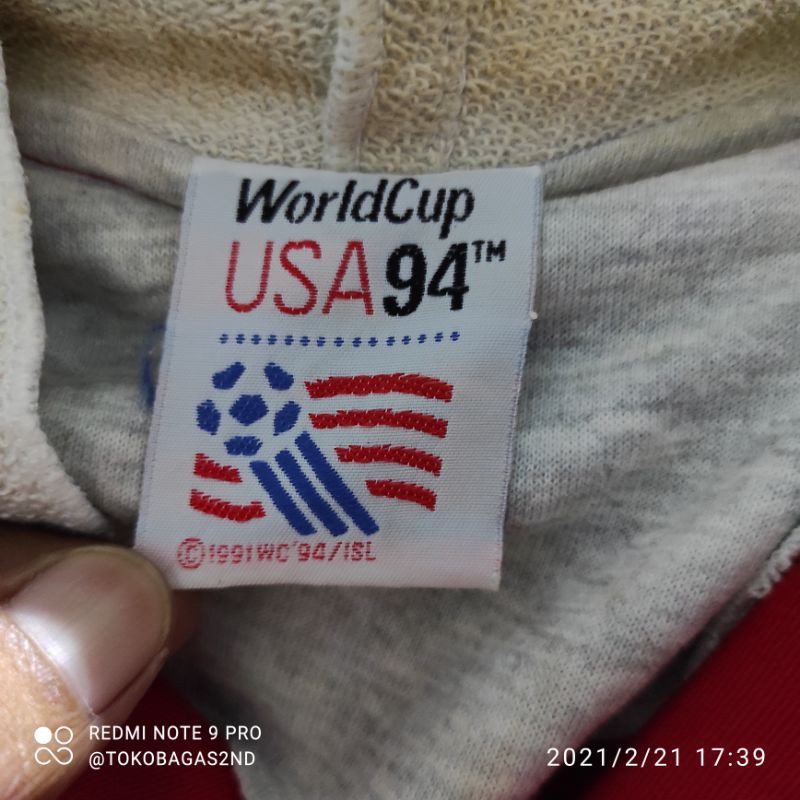 WorldCup
USA94™
©1991WC'94/ISL
REDMI NOTE 9 PRO
@TOKOBAGAS2ND
2021/2/21 17:39